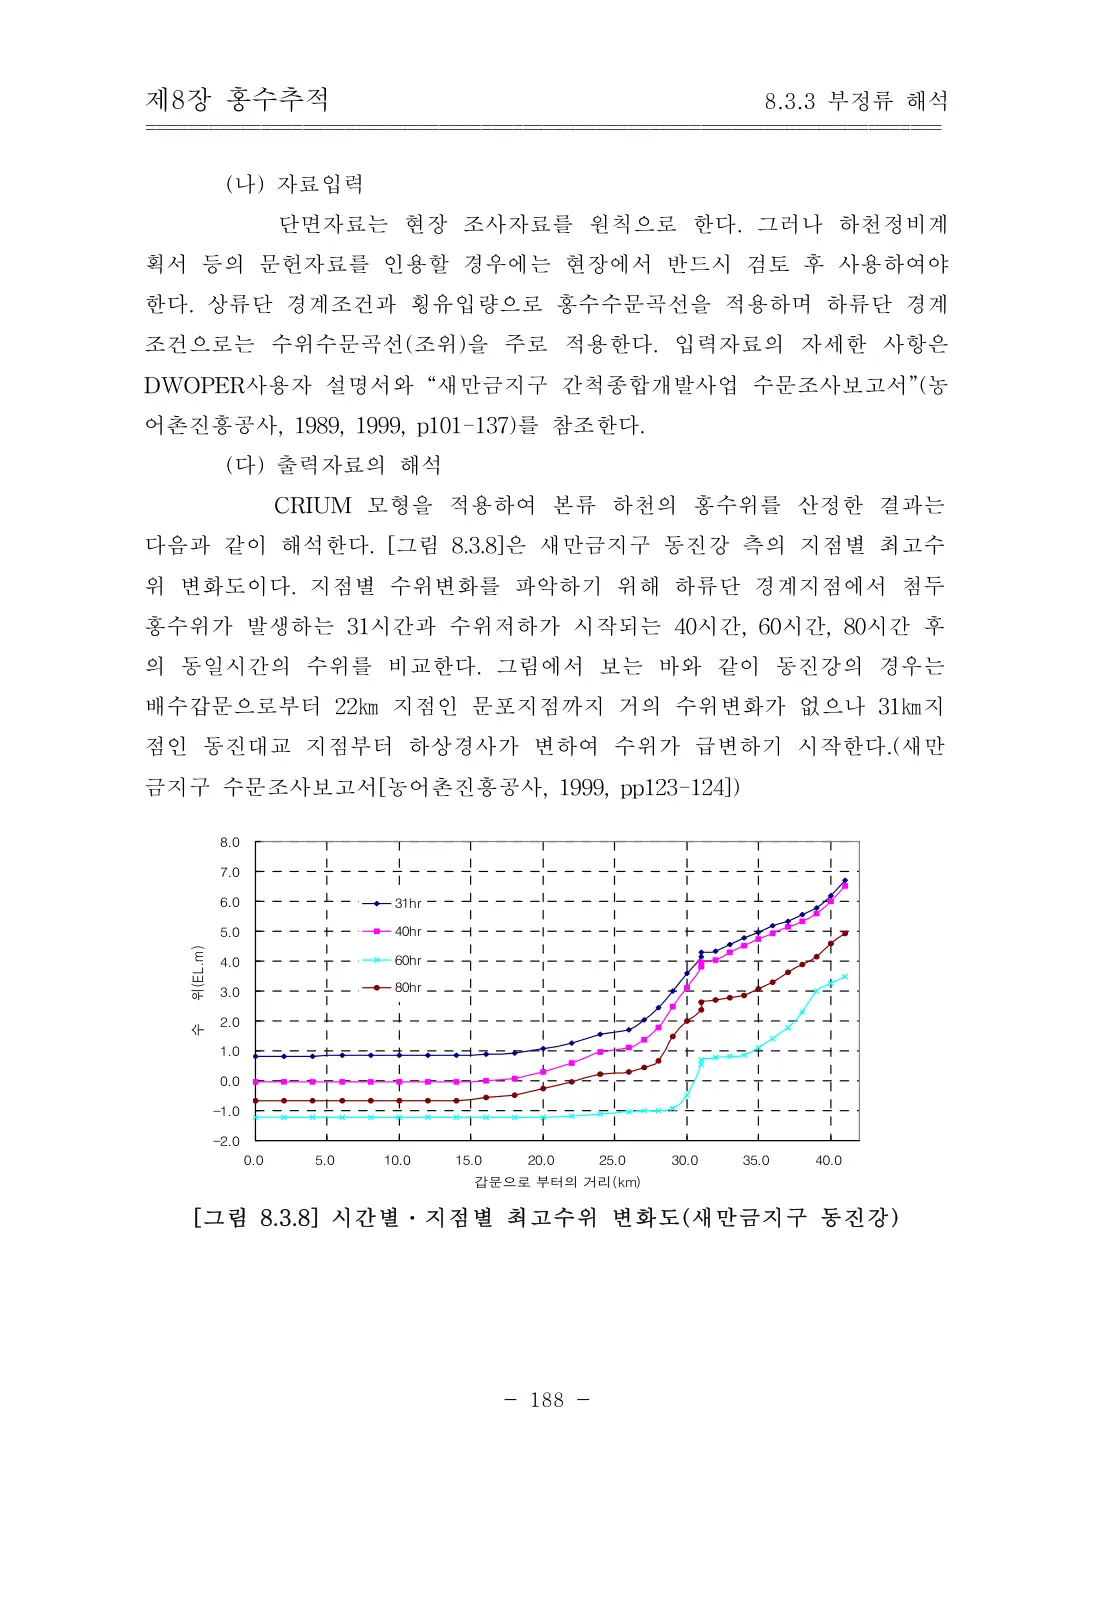 제8장 홍수추적
8.3.3 부정류 해석
(나) 자료입력
단면자료는 현장 조사자료를 원칙으로 한다. 그러나 하천정비계
획서 등의 문헌자료를 인용할 경우에는 현장에서 반드시 검토 후 사용하여야
한다. 상류단 경계조건과 횡유입량으로 홍수수문곡선을 적용하며 하류단 경계
조건으로는 수위수문곡선(조위)을 주로 적용한다. 입력자료의 자세한 사항은
DWOPER사용자 설명서와 “새만금지구 간척종합개발사업 수문조사보고서”(농
어촌진흥공사, 1989, 1999, p101-137)를 참조한다.
(다) 출력자료의 해석
CRIUM 모형을 적용하여 본류 하천의 홍수위를 산정한 결과는
다음과 같이 해석한다. [그림 8.3.8]은 새만금지구 동진강 측의 지점별 최고수
위 변화도이다. 지점별 수위변화를 파악하기 위해 하류단 경계지점에서 첨두
홍수위가 발생하는 31시간과 수위저하가 시작되는 40시간, 60시간, 80시간 후
의 동일시간의 수위를 비교한다. 그림에서 보는 바와 같이 동진강의 경우는
배수갑문으로부터 22㎞ 지점인 문포지점까지 거의 수위변화가 없으나 31㎞지
점인 동진대교 지점부터 하상경사가 변하여 수위가 급변하기 시작한다.(새만
금지구 수문조사보고서[농어촌진흥공사, 1999, pp123-124])
8.0
7.0
6.0
5.0
4.0
3.0
2.0
1.0
0.0
-1.0
-2.0
수 위(EL.m)
31hr
40hr
60hr
80hr
0.0 5.0 10.0 15.0 20.0 25.0 30.0 35.0 40.0
갑문으로 부터의 거리(km)
[그림 8.3.8] 시간별·지점별 최고수위 변화도(새만금지구 동진강)
- 188 -